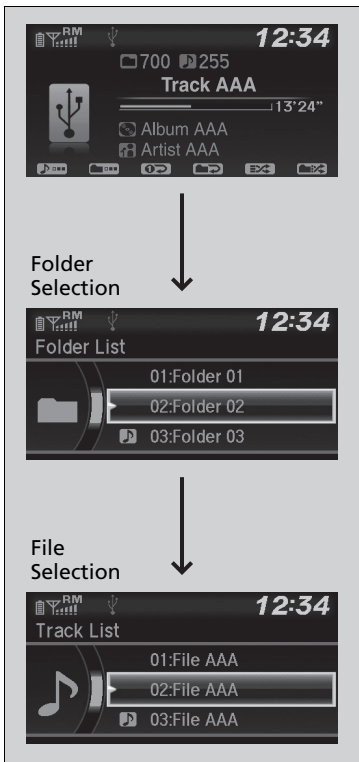 RM 12:34
700 255
Track AAA
13'24"
Album AAA
Artist AAA
Folder
Selection
RM 12:34
Folder List
01:Folder 01
02:Folder 02
03:Folder 03
File
Selection
RM 12:34
Track List
01:File AAA
02:File AAA
03:File AAA